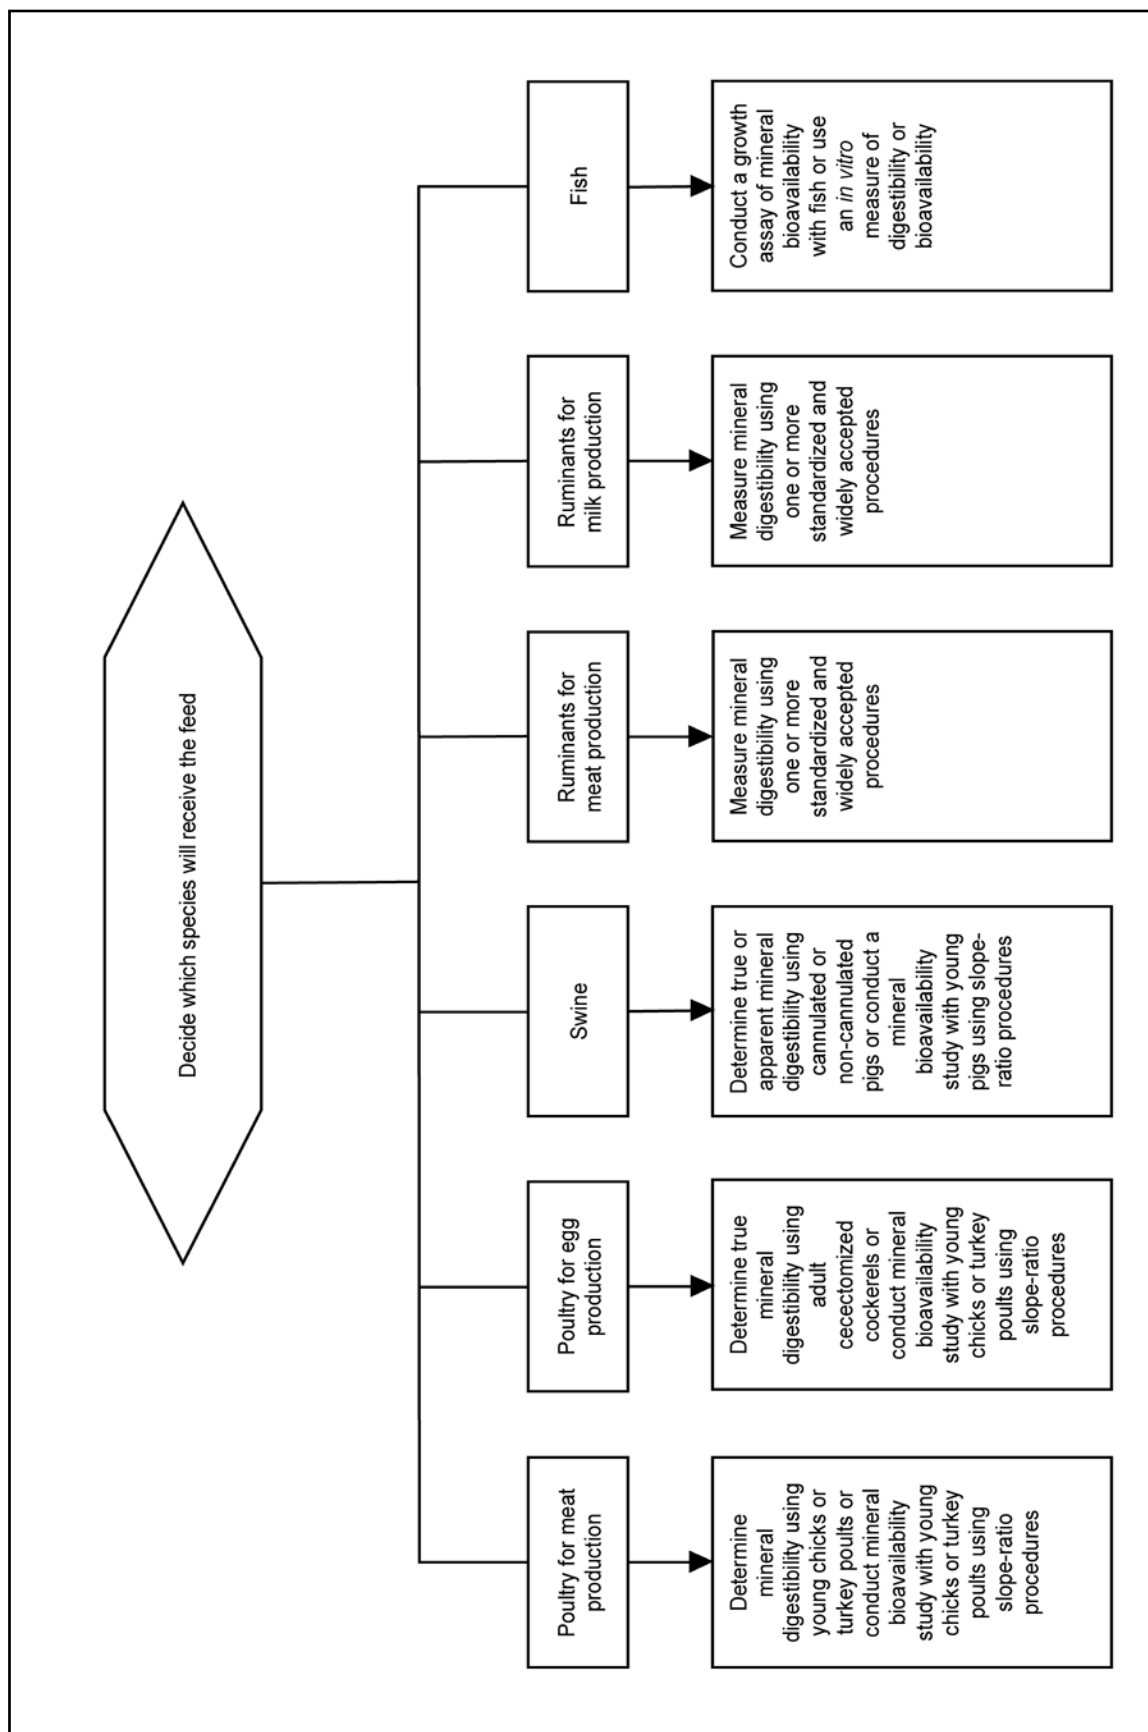 Decide which species will receive the feed
Poultry for meat
production
Poultry for egg
production
Swine
Ruminants for
meat production
Ruminants for
milk production
Fish
Determine
mineral
digestibility using
young chicks or
turkey poults or
conduct mineral
bioavailability
study with young
chicks or turkey
poults using
slope-ratio
procedures
Determine true
mineral
digestibility using
adult
cecectomized
cockerels or
conduct mineral
bioavailability
study with young
chicks or turkey
poults using
slope-ratio
procedures
Determine true or
apparent mineral
digestibility using
cannulated or
non-cannulated
pigs or conduct a
mineral
bioavailability
study with young
pigs using slope-
ratio procedures
Measure mineral
digestibility using
one or more
standardized and
widely accepted
procedures
Measure mineral
digestibility using
one or more
standardized and
widely accepted
procedures
Conduct a growth
assay of mineral
bioavailability
with fish or use
an in vitro
measure of
digestibility or
bioavailability